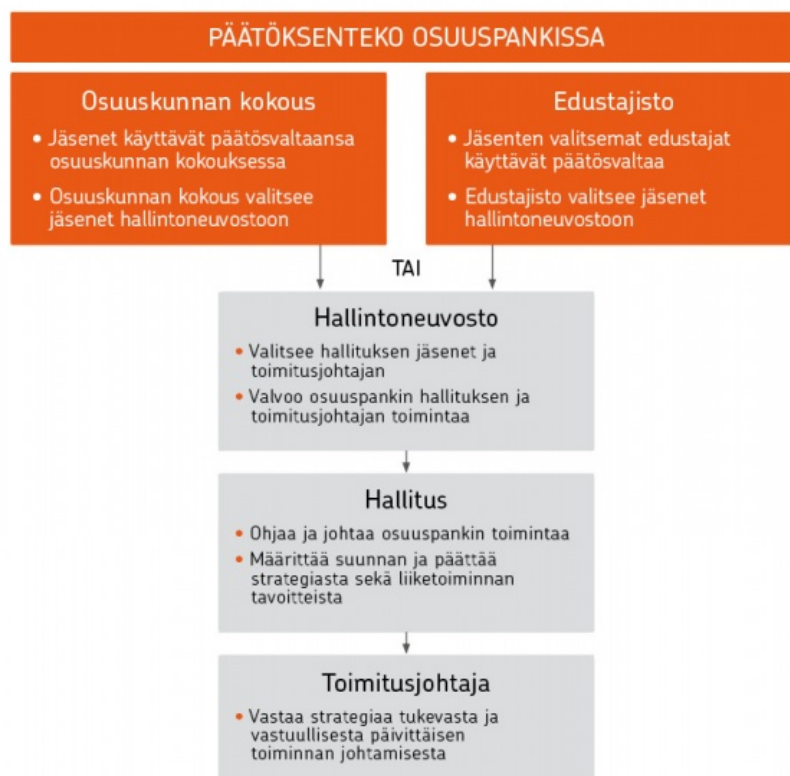 PÄÄTÖKSENTEKO OSUUSPANKISSA
Osuuskunnan kokous
• Jäsenet käyttävät päätösvaltaansa
osuuskunnan kokouksessa
• Osuuskunnan kokous valitsee
jäsenet hallintoneuvostoon
Edustajisto
• Jäsenten valitsemat edustajat
käyttävät päätösvaltaa
• Edustajisto valitsee jäsenet
hallintoneuvostoon
TAI
Hallintoneuvosto
• Valitsee hallituksen jäsenet ja
toimitusjohtajan
• Valvoo osuuspankin hallituksen ja
toimitusjohtajan toimintaa
Hallitus
• Ohjaa ja johtaa osuuspankin toimintaa
• Määrittää suunnan ja päättää
strategiasta sekä liiketoiminnan
tavoitteista
Toimitusjohtaja
• Vastaa strategiaa tukevasta ja
vastuullisesta päivittäisen
toiminnan johtamisesta